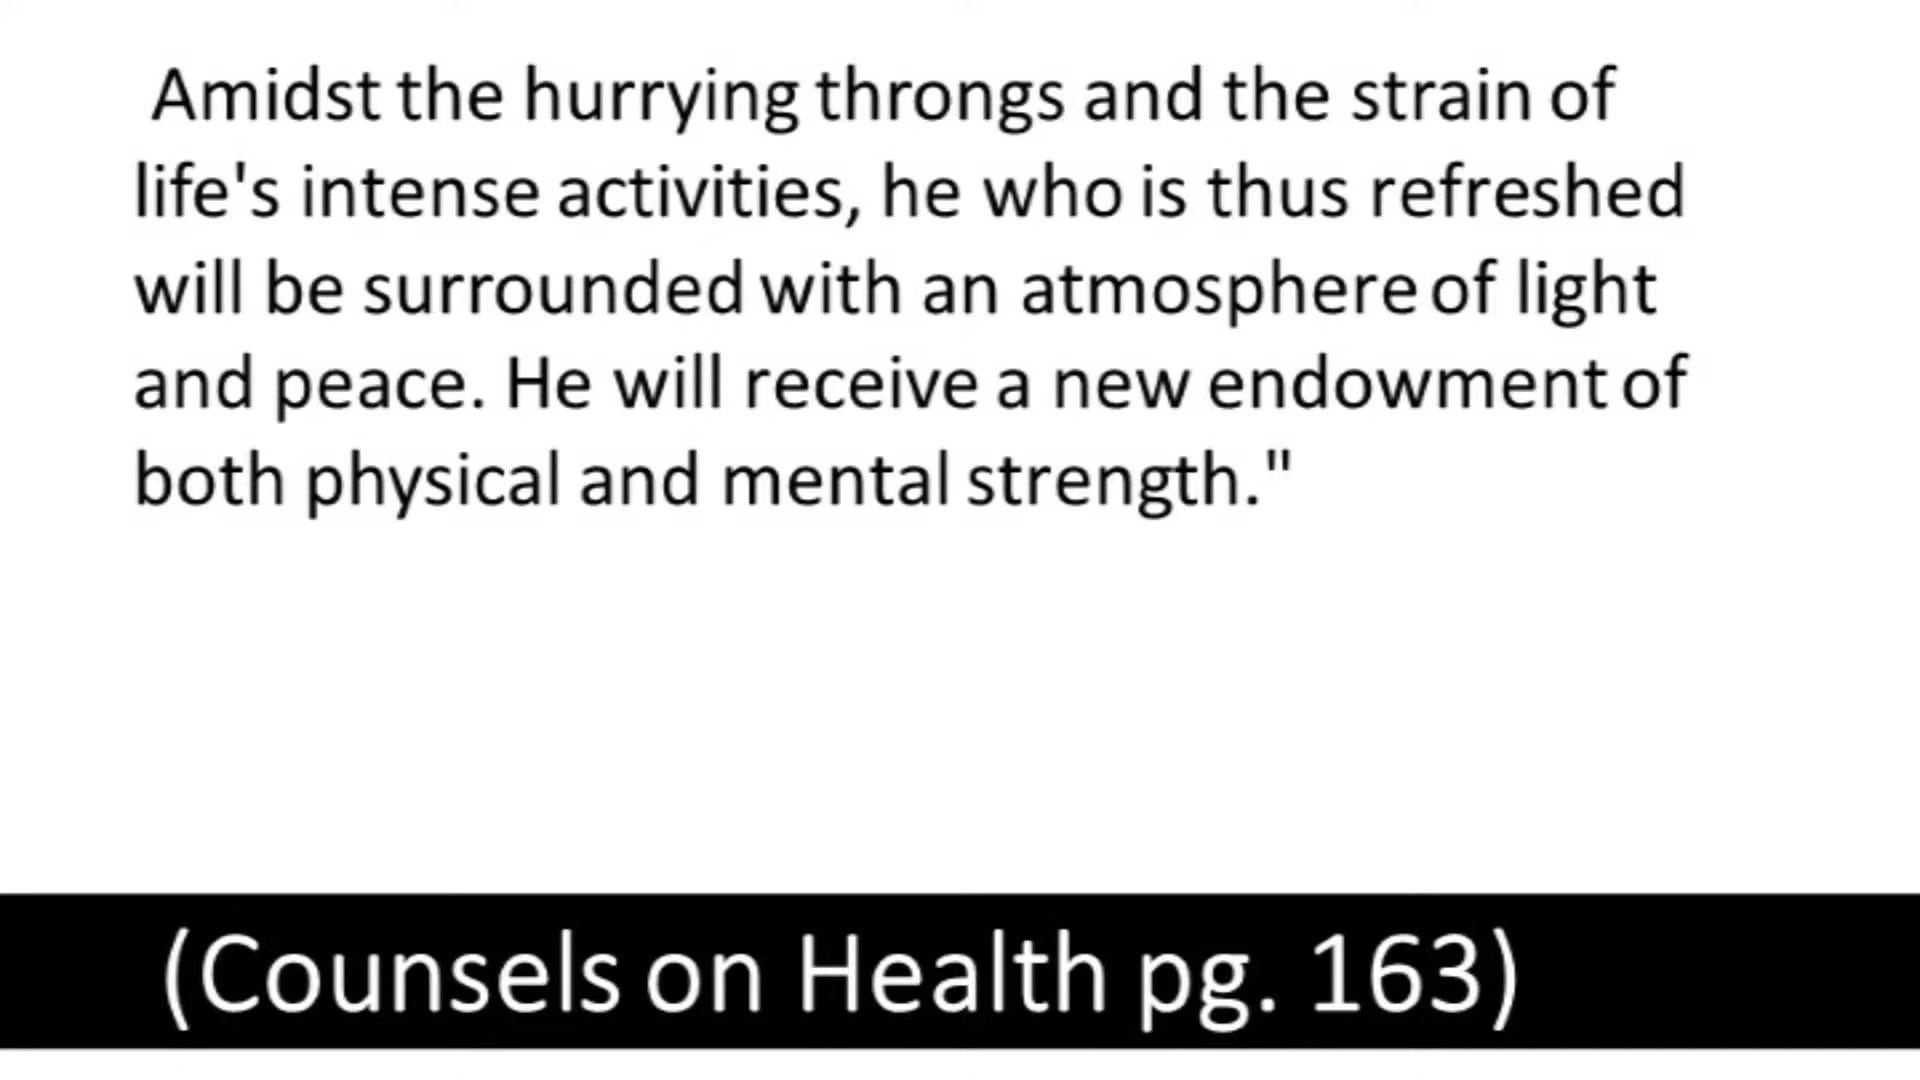 Amidst the hurrying throngs and the strain of
life's intense activities, he who is thus refreshed
will be surrounded with an atmosphere of light
and peace. He will receive a new endowment of
both physical and mental strength."
(Counsels on Health pg. 163)